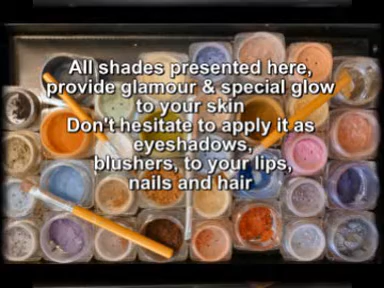 All shades presented here,
provide glamour & special glow
to your skin
Don't hesitate to apply it as
eyeshadows,
blushers, to your lips,
nails and hair